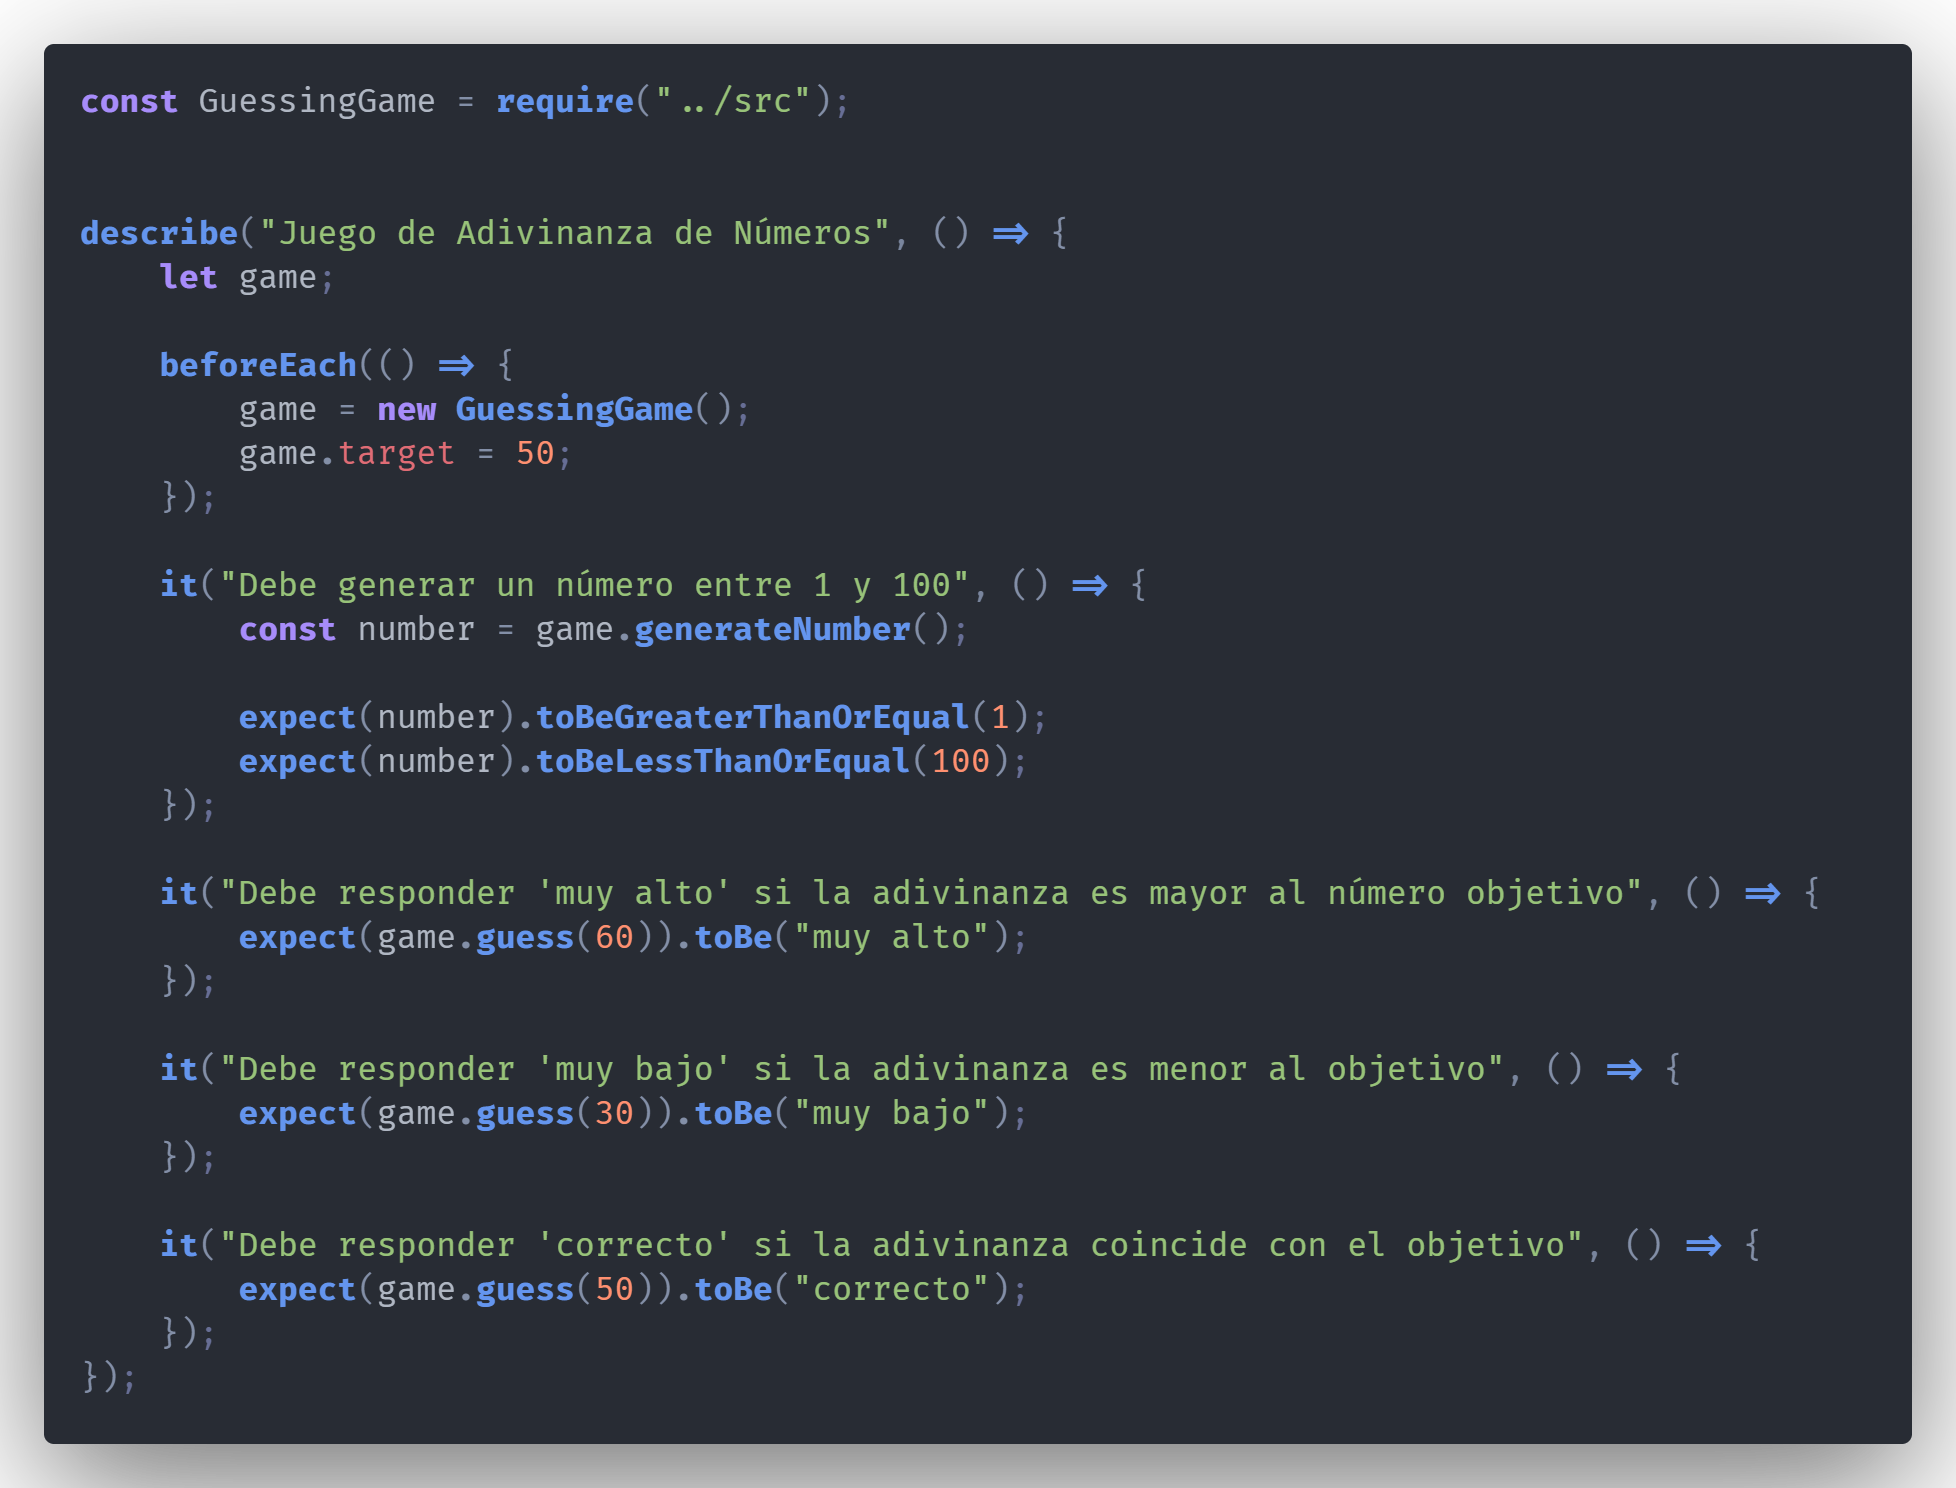 const GuessingGame = require("../src");
describe("Juego de Adivinanza de Números", () => {
    let game;
    beforeEach(() => {
        game = new GuessingGame();
        game.target = 50;
    });
    it("Debe generar un número entre 1 y 100", () => {
        const number = game.generateNumber();
        expect(number).toBeGreaterThanOrEqual(1);
        expect(number).toBeLessThanOrEqual(100);
    });
    it("Debe responder 'muy alto' si la adivinanza es mayor al número objetivo", () => {
        expect(game.guess(60)).toBe("muy alto");
    });
    it("Debe responder 'muy bajo' si la adivinanza es menor al objetivo", () => {
        expect(game.guess(30)).toBe("muy bajo");
    });
    it("Debe responder 'correcto' si la adivinanza coincide con el objetivo", () => {
        expect(game.guess(50)).toBe("correcto");
    });
});